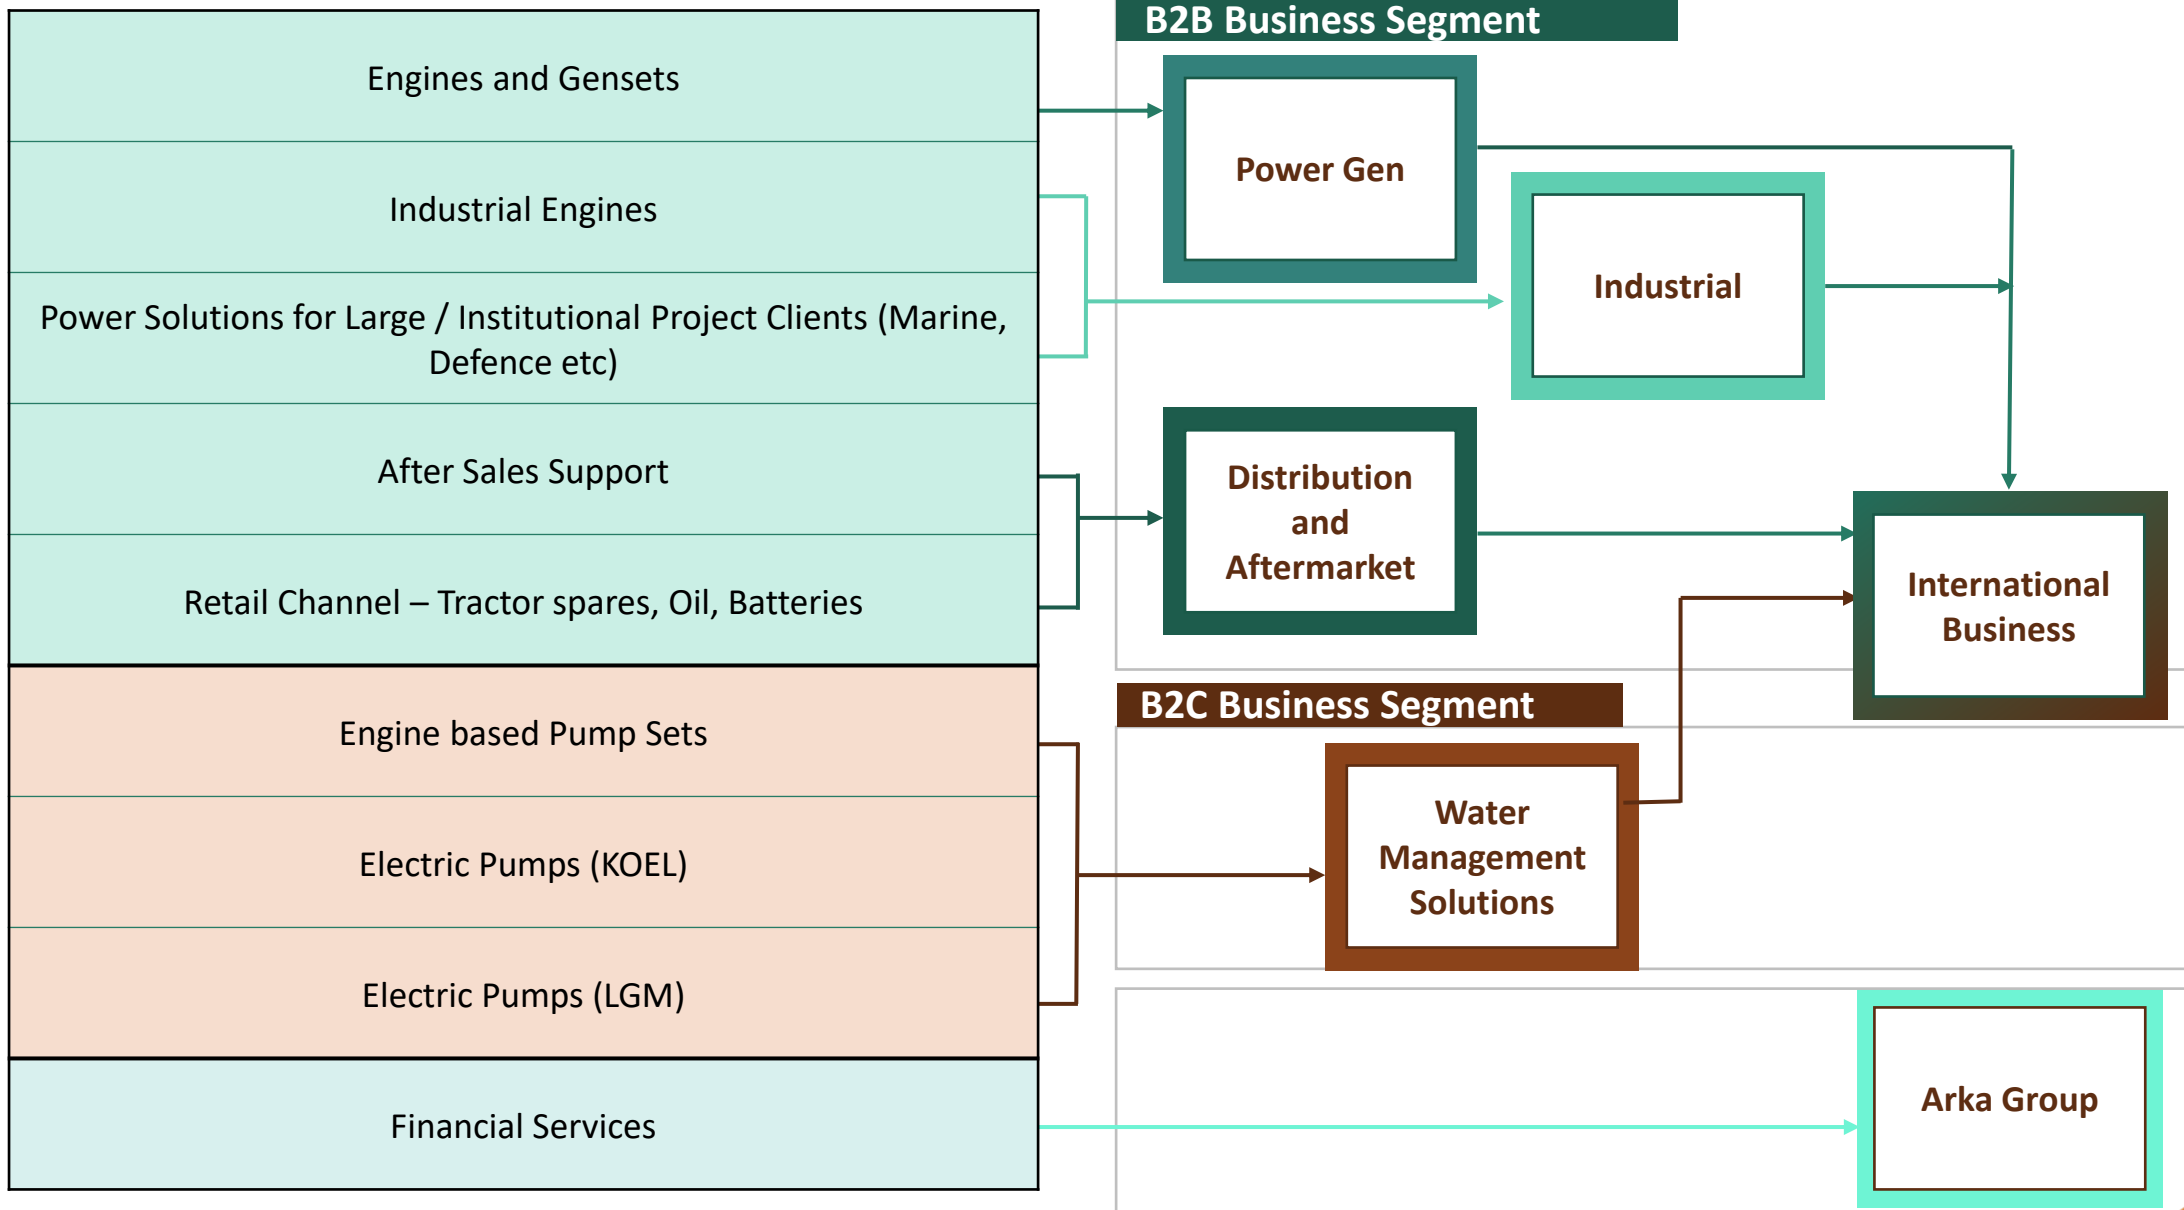 Engines and Gensets
Industrial Engines
Power Solutions for Large / Institutional Project Clients (Marine,
Defence etc)
After Sales Support
Retail Channel – Tractor spares, Oil, Batteries
Engine based Pump Sets
Electric Pumps (KOEL)
Electric Pumps (LGM)
Financial Services
B2B Business Segment
Power Gen
Industrial
Distribution
and
Aftermarket
International
Business
B2C Business Segment
Water
Management
Solutions
Arka Group